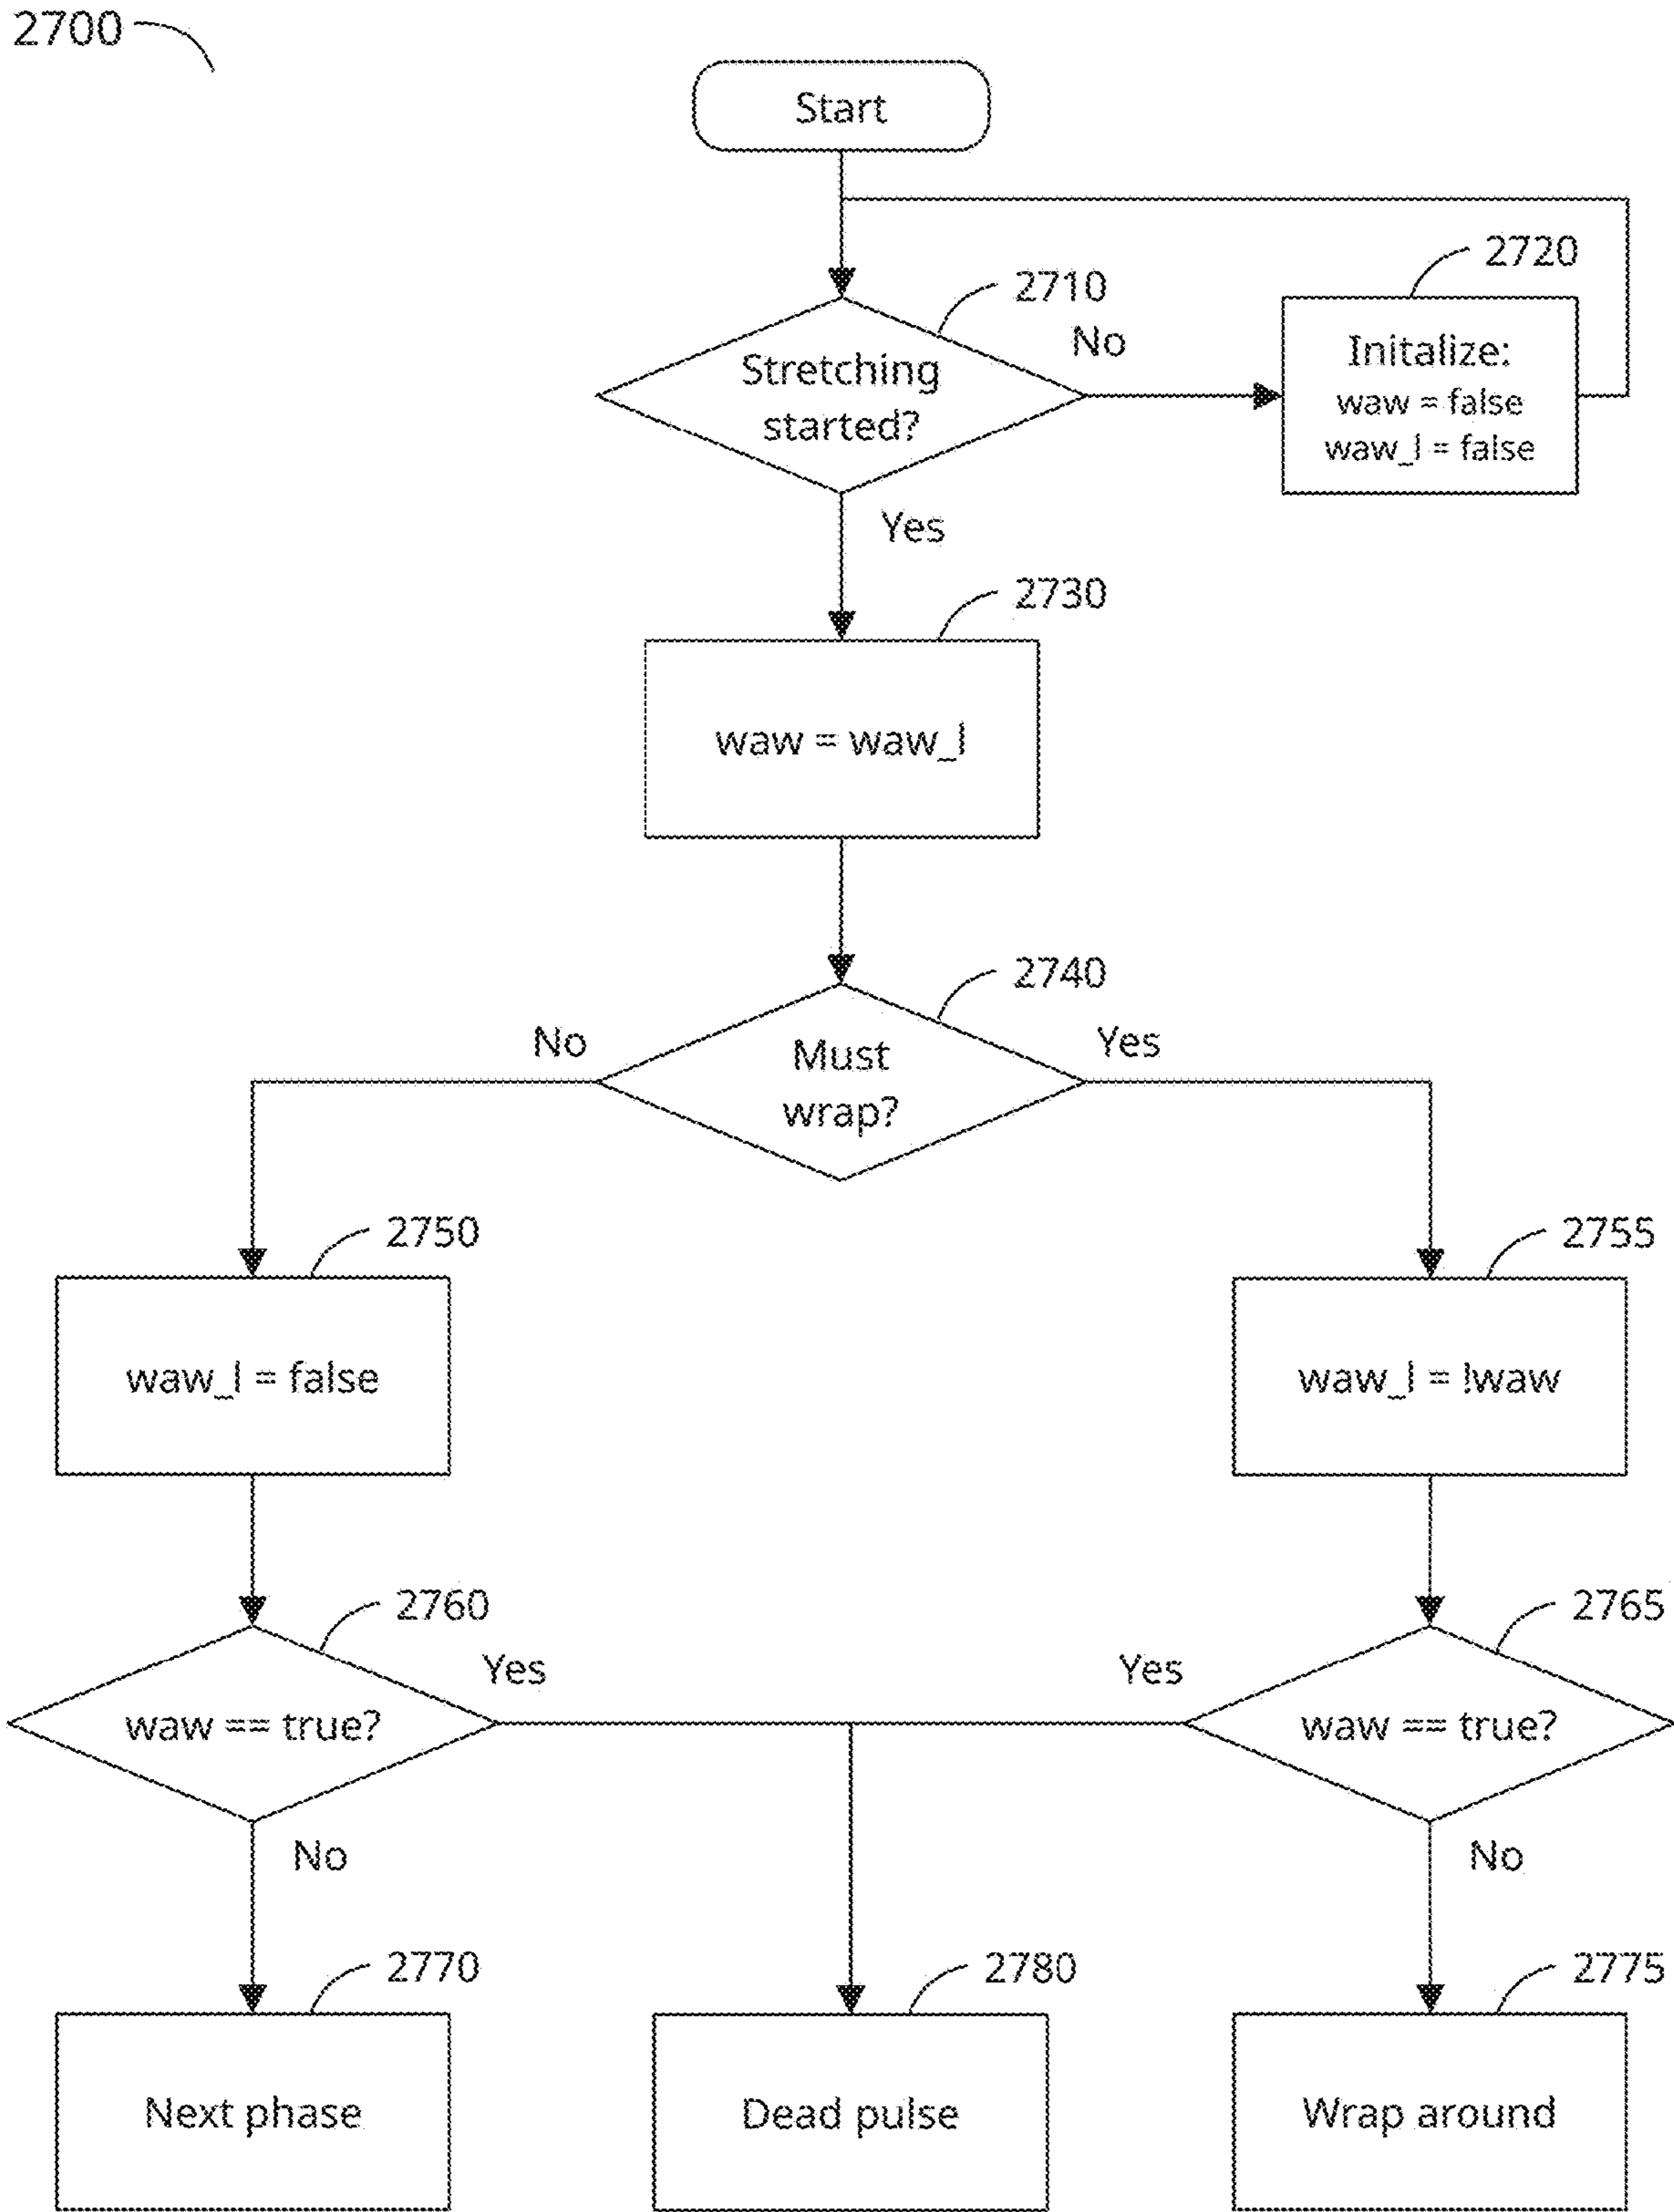 2700
Start
2710
No
2720
Stretching
started?
Initalize:
waw = false
waw_l = false
Yes
2730
waw = waw_l
2740
No
Yes
Must
wrap?
2750
2755
waw_l = false
waw_l = !waw
2760
2765
Yes
Yes
waw == true?
waw == true?
No
No
2770
2780
2775
Next phase
Dead pulse
Wrap around